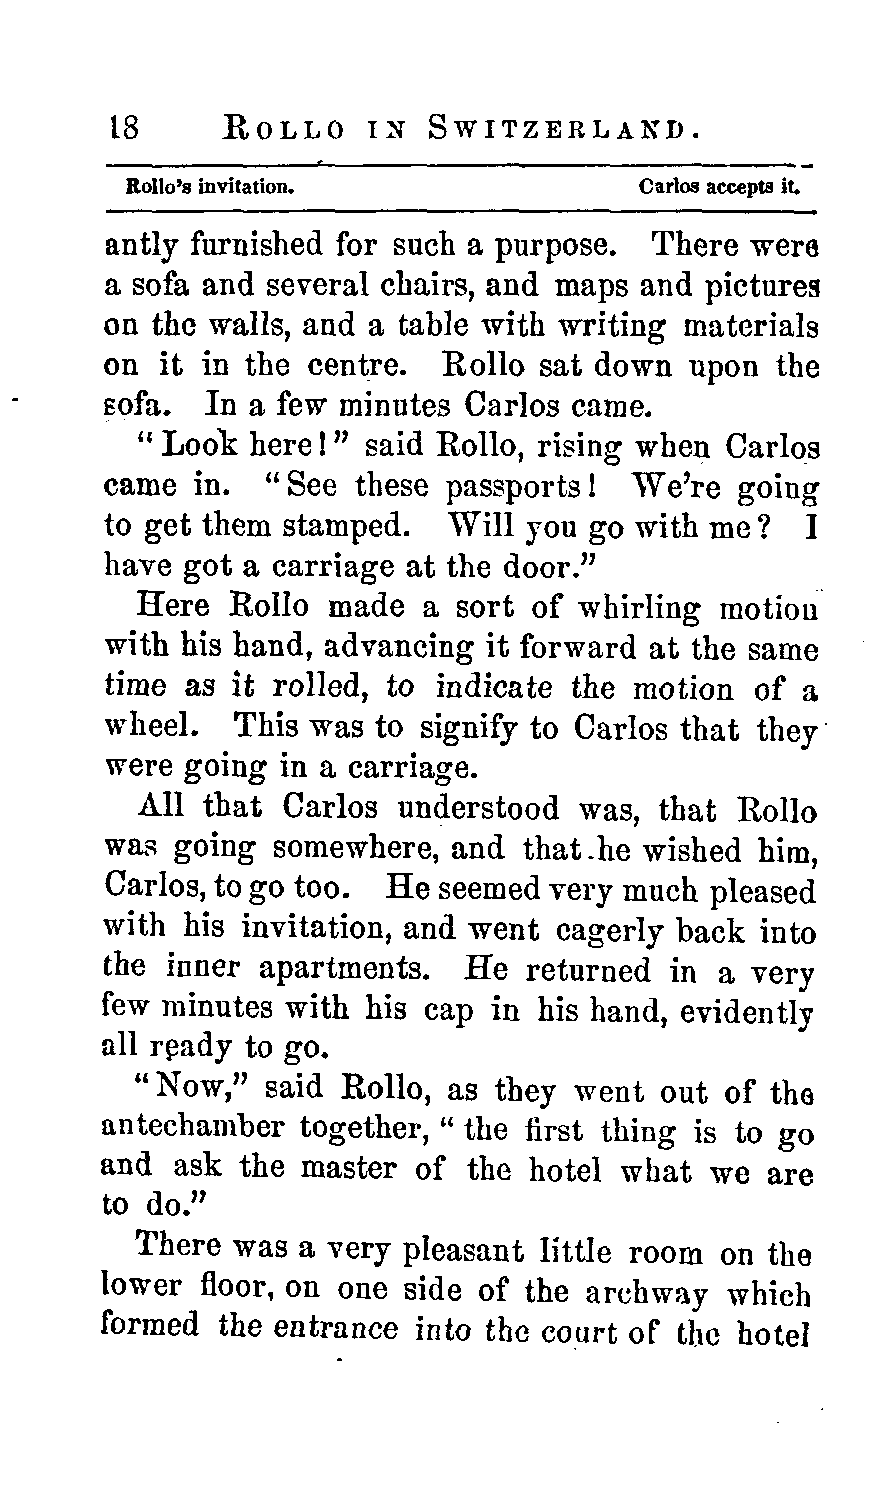 18 ROLLO IN SWITZERLAND.
Rollo's invitation. Carlos accepts it.
antly furnished for such a purpose. There were
a sofa and several chairs, and maps and pictures
on the walls, and a table with writing materials
on it in the centre. Rollo sat down upon the
sofa. In a few minutes Carlos came.
"Look here!" said Rollo, rising when Carlos
came in. "See these passports! We're going
to get them stamped. Will you go with me? I
have got a carriage at the door."
Here Rollo made a sort of whirling motion
with his hand, advancing it forward at the same
time as it rolled, to indicate the motion of a
wheel. This was to signify to Carlos that they
were going in a carriage.
All that Carlos understood was, that Rollo
was going somewhere, and that he wished him,
Carlos, to go too. He seemed very much pleased
with his invitation, and went eagerly back into
the inner apartments. He returned in a very
few minutes with his cap in his hand, evidently
all ready to go.
"Now," said Rollo, as they went out of the
antechamber together, "the first thing is to go
and ask the master of the hotel what we are
to do."
There was a very pleasant little room on the
lower floor, on one side of the archway which
formed the entrance into the court of the hotel